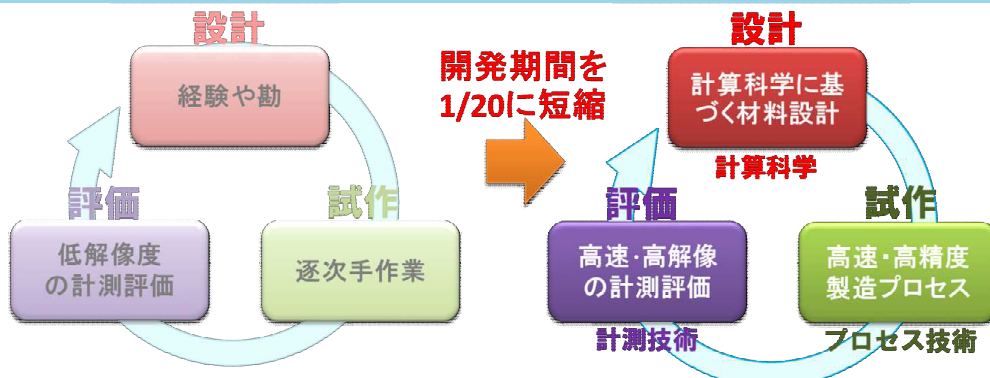 設計
経験や勘
評価
低解像度
の計測評価
試作
逐次手作業
開発期間を
1/20に短縮
設計
計算科学に基
づく材料設計
計算科学
評価
高速・高解像
の計測評価
計測技術
試作
高速・高精度
製造プロセス
プロセス技術